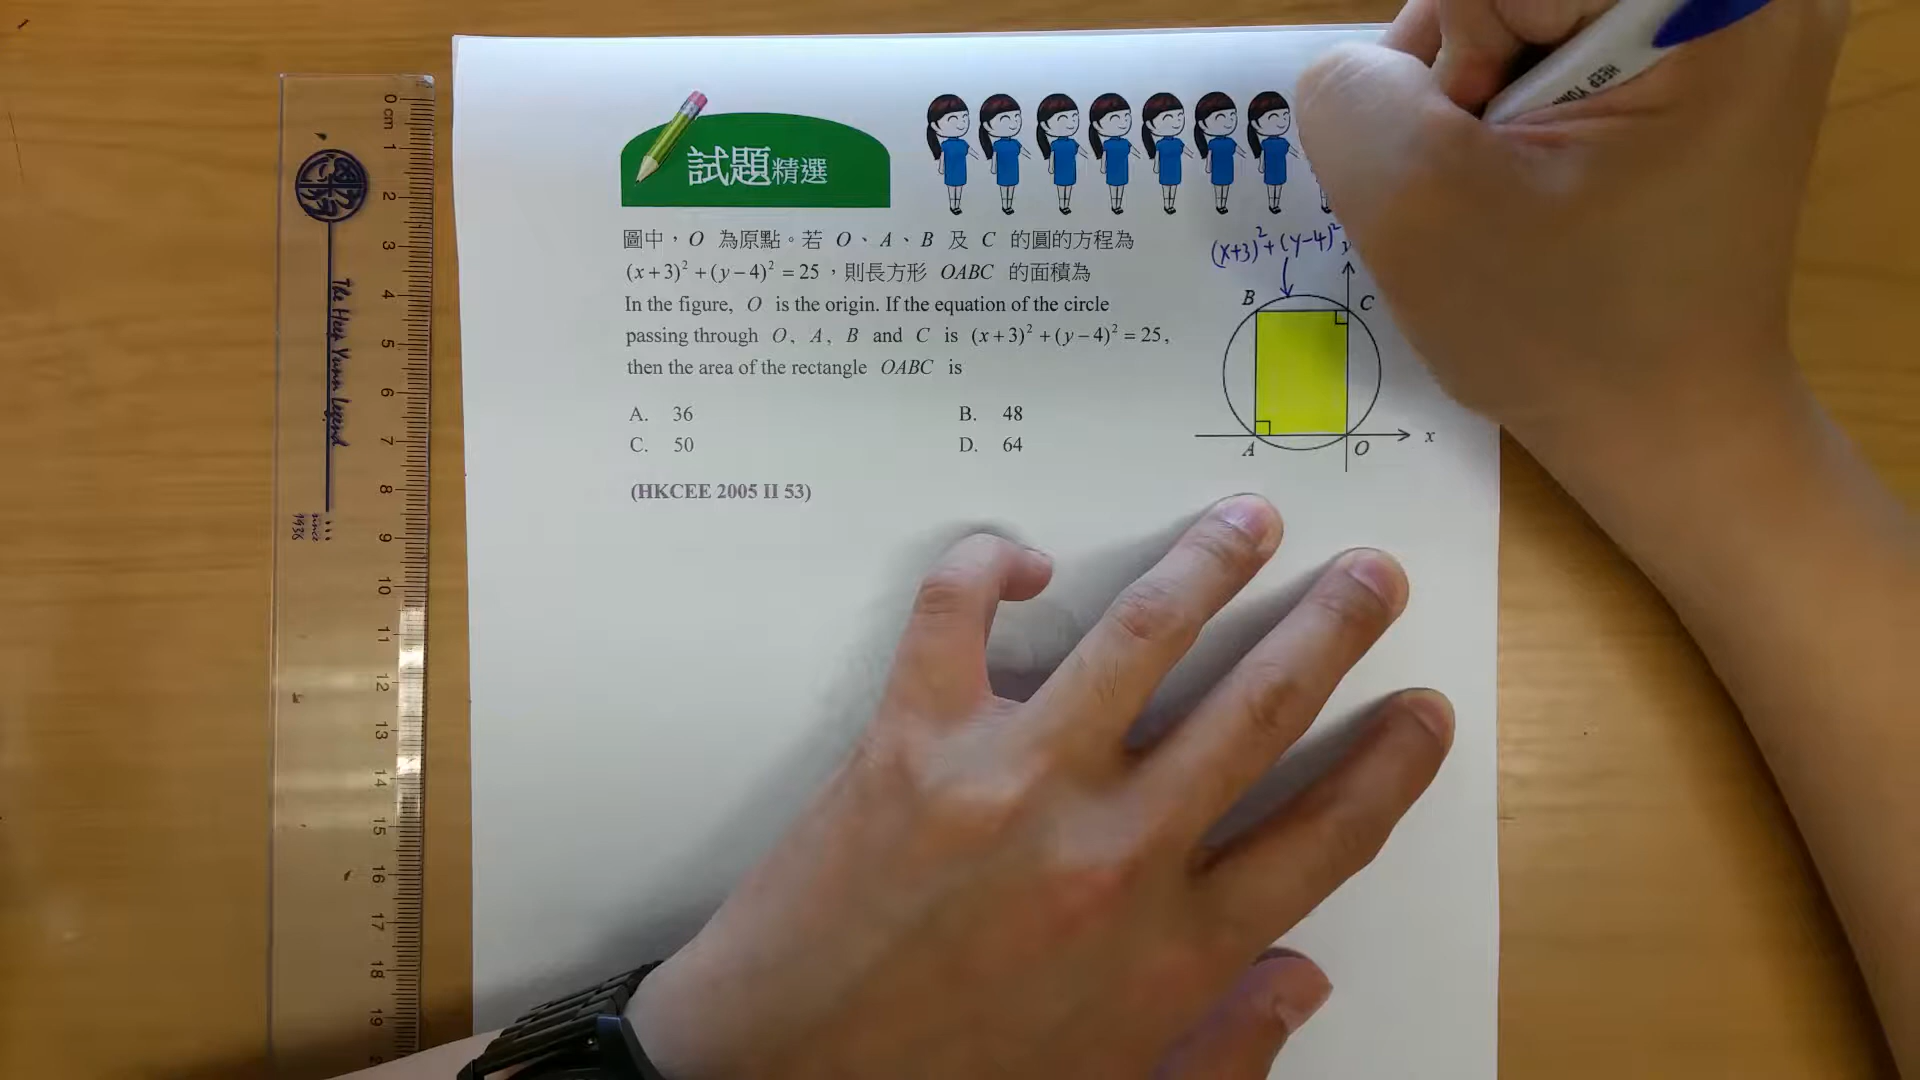 試題精選
圖中，O 為原點。若 O、A、B 及 C 的圓的方程為
(x+3)² +(y−4)² = 25，則長方形 OABC 的面積為
In the figure, O is the origin. If the equation of the circle
passing through O, A, B and C is (x+3)² +(y−4)² = 25,
then the area of the rectangle OABC is
A. 36
B. 48
C. 50
D. 64
(HKCEE 2005 II 53)
(x+3)²+(y−4)²
y
B
C
A
O
x
0 cm
1
2
3
4
5
6
7
8
9
10
11
12
13
14
15
16
17
18
19
The Heep Yunn Legend
since
1936
HEEP YUNN